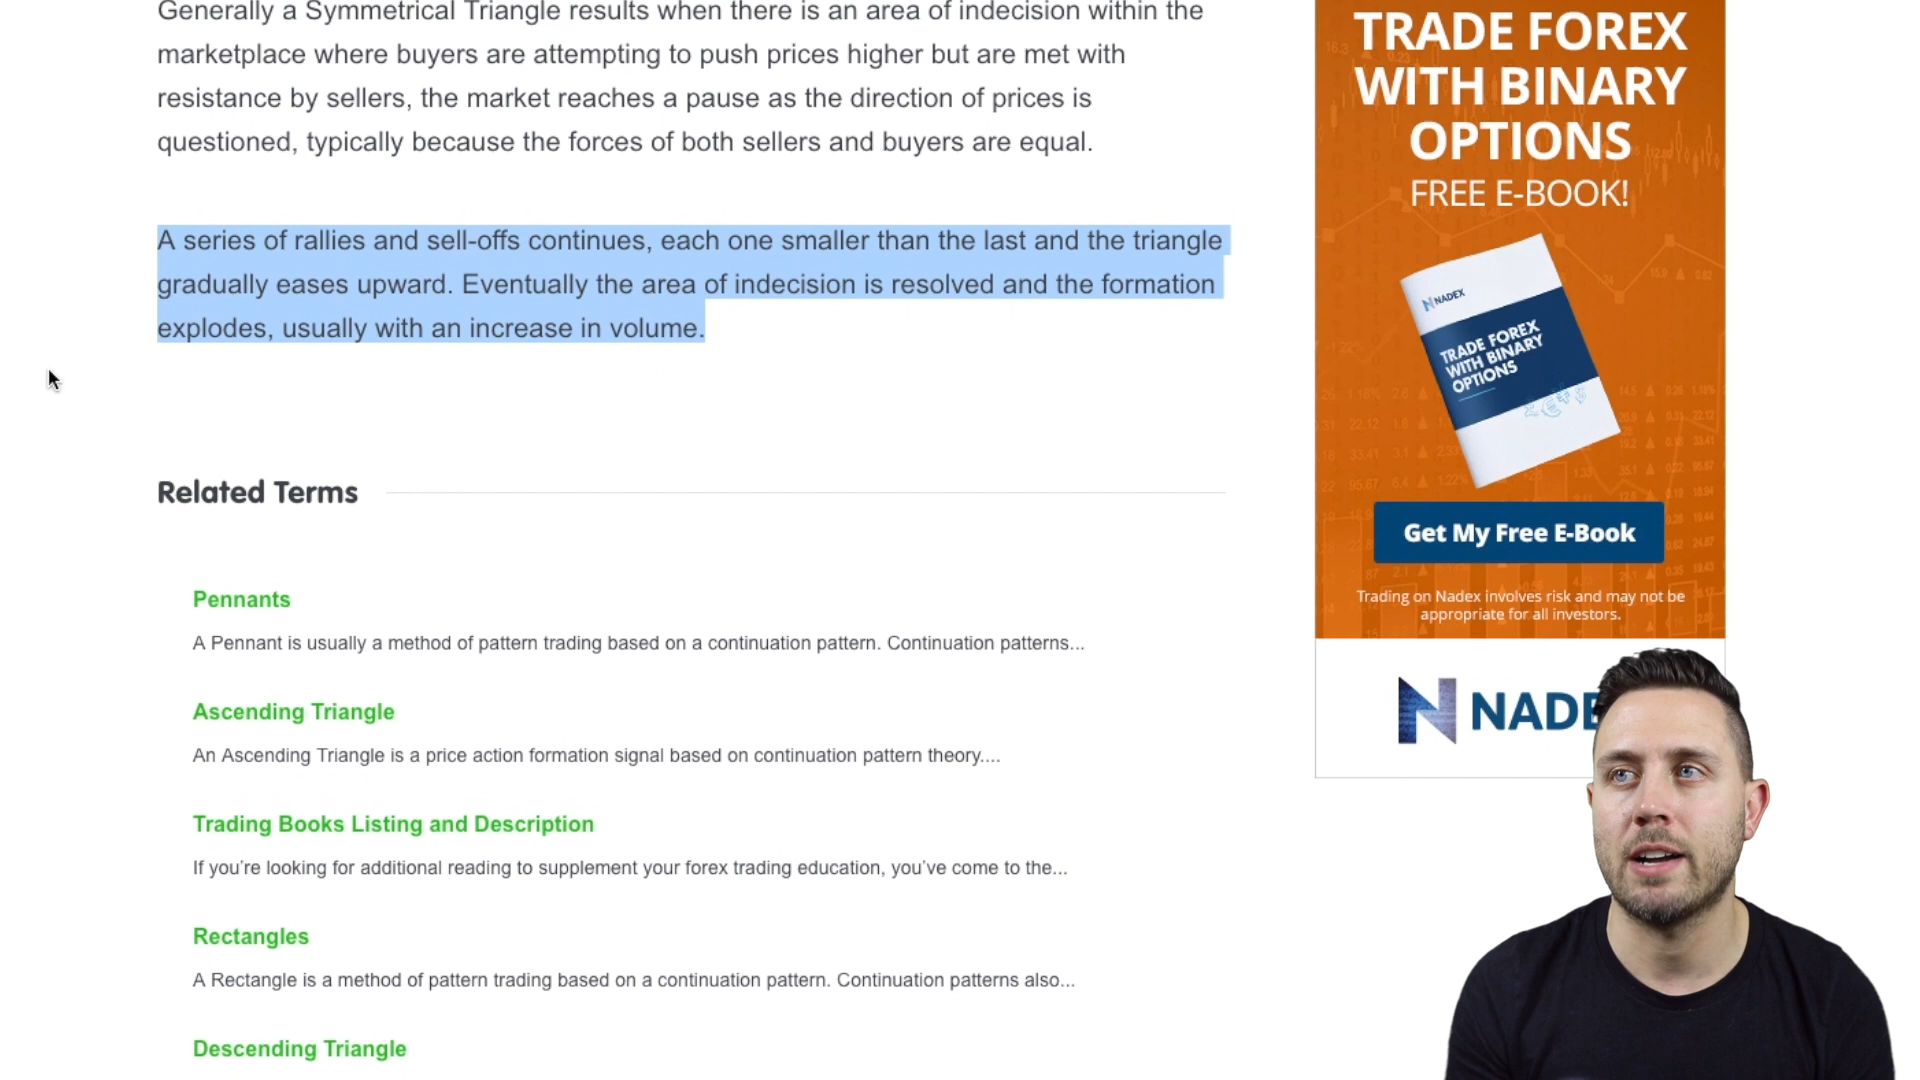 Generally a Symmetrical Triangle results when there is an area of indecision within the
marketplace where buyers are attempting to push prices higher but are met with
resistance by sellers, the market reaches a pause as the direction of prices is
questioned, typically because the forces of both sellers and buyers are equal.
A series of rallies and sell-offs continues, each one smaller than the last and the triangle
gradually eases upward. Eventually the area of indecision is resolved and the formation
explodes, usually with an increase in volume.
Related Terms
Pennants
A Pennant is usually a method of pattern trading based on a continuation pattern. Continuation patterns...
Ascending Triangle
An Ascending Triangle is a price action formation signal based on continuation pattern theory....
Trading Books Listing and Description
If you're looking for additional reading to supplement your forex trading education, you've come to the...
Rectangles
A Rectangle is a method of pattern trading based on a continuation pattern. Continuation patterns also...
Descending Triangle
TRADE FOREX
WITH BINARY
OPTIONS
FREE E-BOOK!
NADEX
TRADE FOREX
WITH BINARY
OPTIONS
Get My Free E-Book
Trading on Nadex involves risk and may not be
appropriate for all investors.
NADE